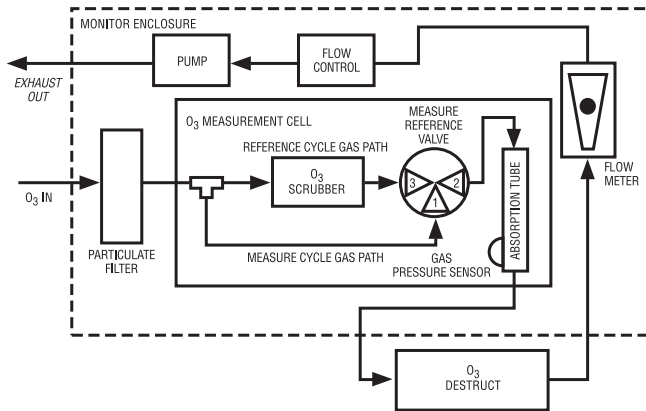 MONITOR ENCLOSURE
PUMP
FLOW
CONTROL
EXHAUST
OUT
O₃ MEASUREMENT CELL
MEASURE
REFERENCE
VALVE
REFERENCE CYCLE GAS PATH
O₃
SCRUBBER
3
2
1
ABSORPTION TUBE
FLOW
METER
O₃ IN
PARTICULATE
FILTER
MEASURE CYCLE GAS PATH
GAS
PRESSURE SENSOR
O₃
DESTRUCT